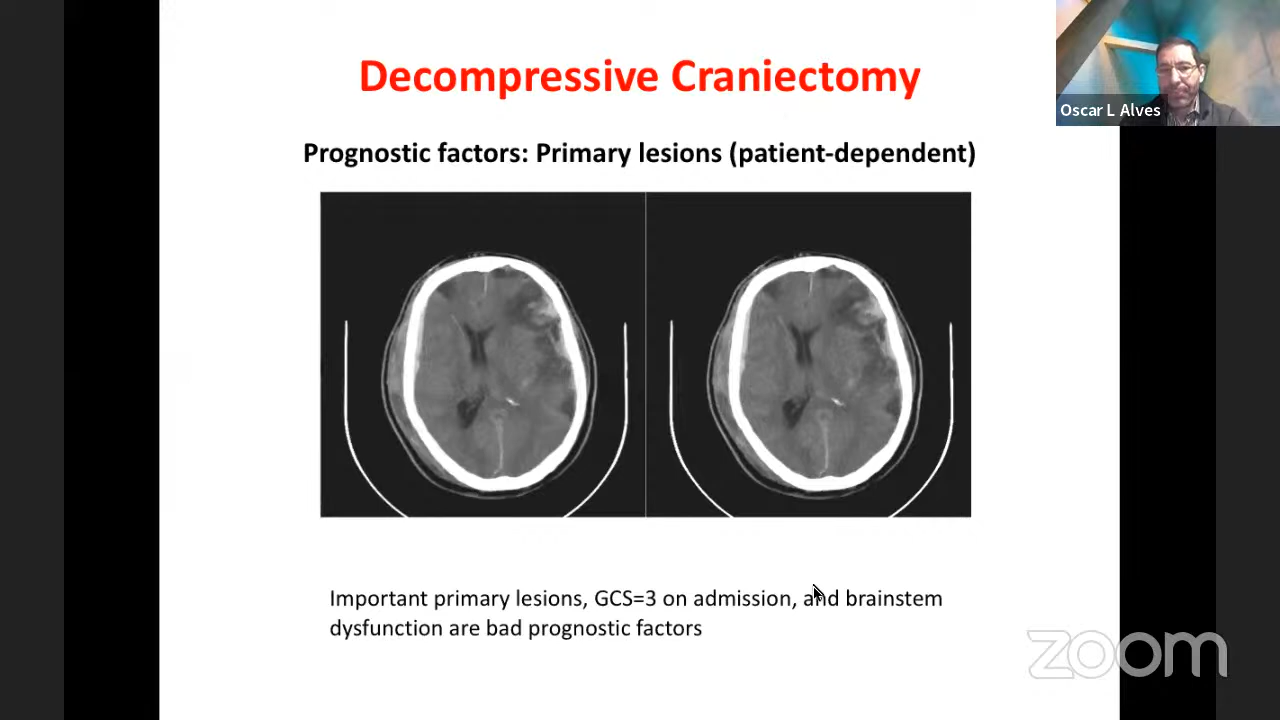 Decompressive Craniectomy
Oscar L Alves
Prognostic factors: Primary lesions (patient-dependent)
Important primary lesions, GCS=3 on admission, and brainstem
dysfunction are bad prognostic factors
zoom